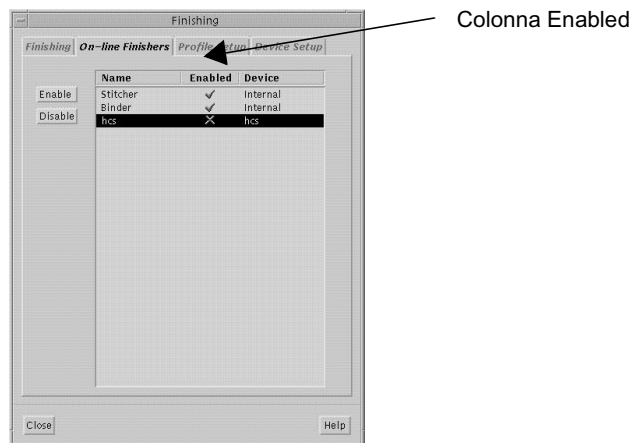 Finishing
Colonna Enabled
Finishing On-line Finishers Profile Setup Device Setup
Name Enabled Device
Enable
Disable
Stitcher Internal
Binder Internal
hcs hcs
Close Help